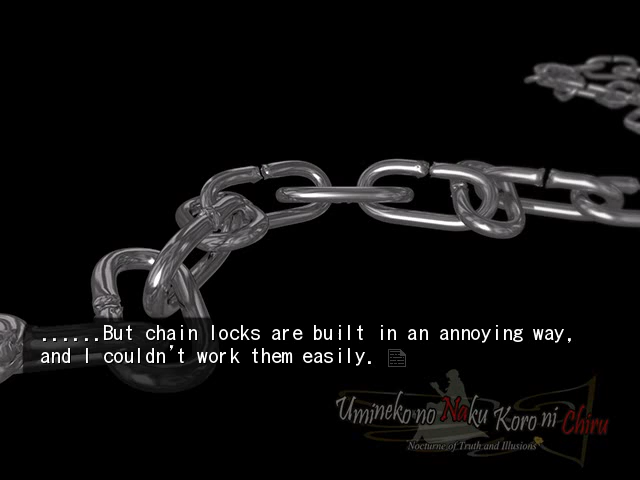 ......But chain locks are built in an annoying way,
and I couldn't work them easily.
Umineko no Naku Koro ni Chiru
Nocturne of Truth and Illusions